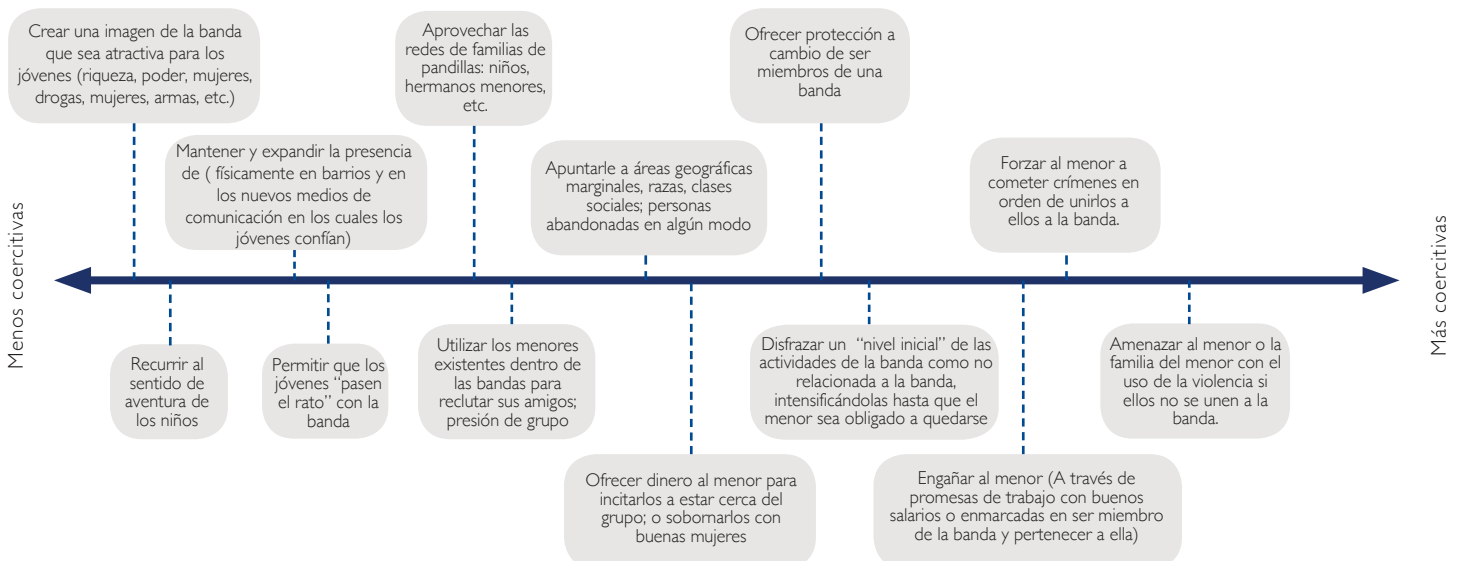 Crear una imagen de la banda
que sea atractiva para los
jóvenes (riqueza, poder, mujeres,
drogas, mujeres, armas, etc.)
Aprovechar las
redes de familias de
pandillas: niños,
hermanos menores,
etc.
Ofrecer protección a
cambio de ser
miembros de una
banda
Mantener y expandir la presencia
de ( físicamente en barrios y en
los nuevos medios de
comunicación en los cuales los
jóvenes confían)
Apuntarle a áreas geográficas
marginales, razas, clases
sociales; personas
abandonadas en algún modo
Forzar al menor a
cometer crímenes en
orden de unirlos a
ellos a la banda.
Menos coercitivas
Más coercitivas
Recurrir al
sentido de
aventura de
los niños
Permitir que los
jóvenes “pasen
el rato” con la
banda
Utilizar los menores
existentes dentro de
las bandas para
reclutar sus amigos;
presión de grupo
Disfrazar un “nivel inicial” de las
actividades de la banda como no
relacionada a la banda,
intensificándolas hasta que el
menor sea obligado a quedarse
Amenazar al menor o la
familia del menor con el
uso de la violencia si
ellos no se unen a la
banda.
Ofrecer dinero al menor para
incitarlos a estar cerca del
grupo; o sobornarlos con
buenas mujeres
Engañar al menor (A través de
promesas de trabajo con buenos
salarios o enmarcadas en ser miembro
de la banda y pertenecer a ella)